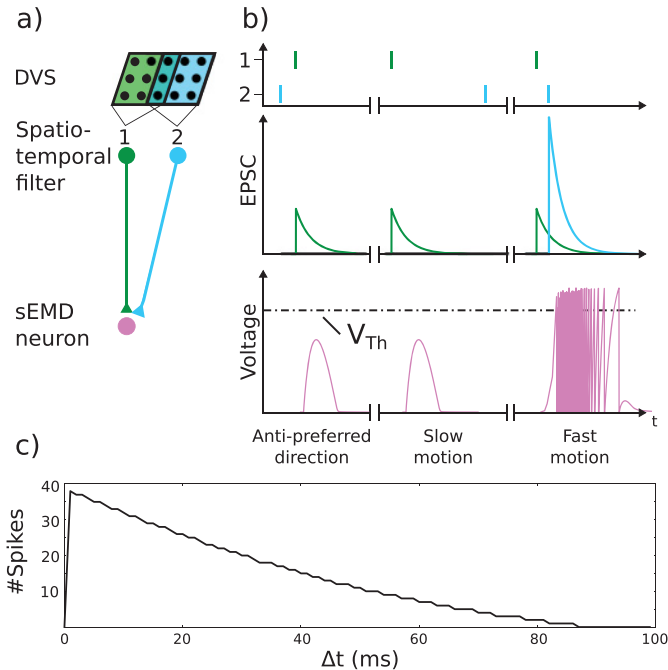 a)
DVS
1 2
Spatio-
temporal
filter
sEMD
neuron
b)
1
2
EPSC
Voltage
VTh
t
Anti-preferred
direction
Slow
motion
Fast
motion
c)
#Spikes
40
30
20
10
0 20 40 60 80 100
Δt (ms)